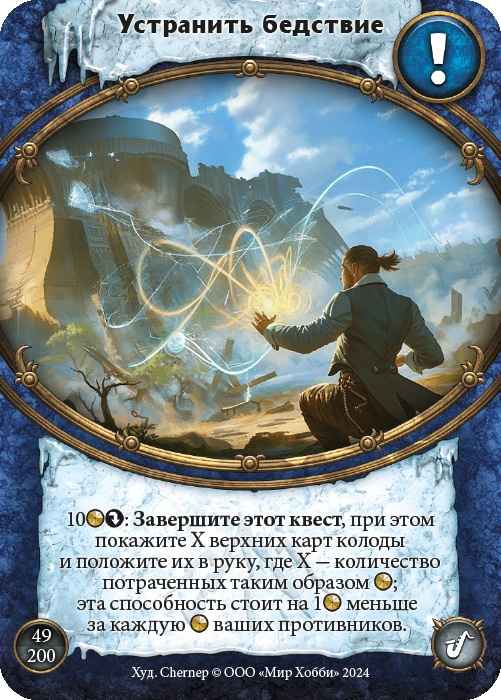 Устранить бедствие
10: Завершите этот квест, при этом
покажите X верхних карт колоды
и положите их в руку, где X — количество
потраченных таким образом ;
эта способность стоит на 1 меньше
за каждую ваших противников.
49
200
Худ. Chernep © ООО «Мир Хобби» 2024